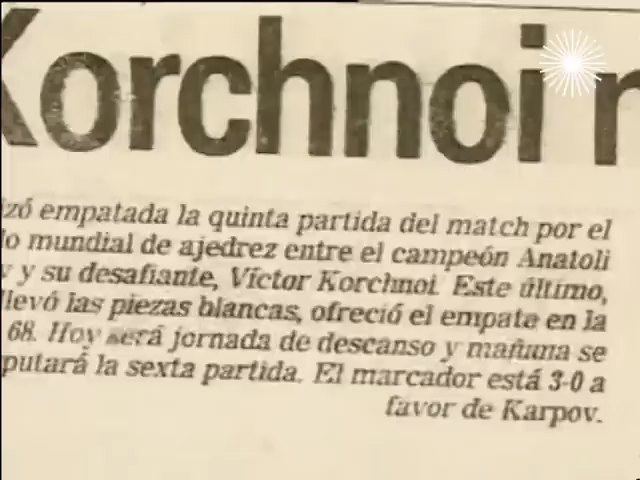 Korchnoi
izó empatada la quinta partida del match por el
lo mundial de ajedrez entre el campeón Anatoli
v y su desafiante, Víctor Korchnoi. Este último,
llevó las piezas blancas, ofreció el empate en la
68. Hoy será jornada de descanso y mañana se
putará la sexta partida. El marcador está 3-0 a
favor de Karpov.